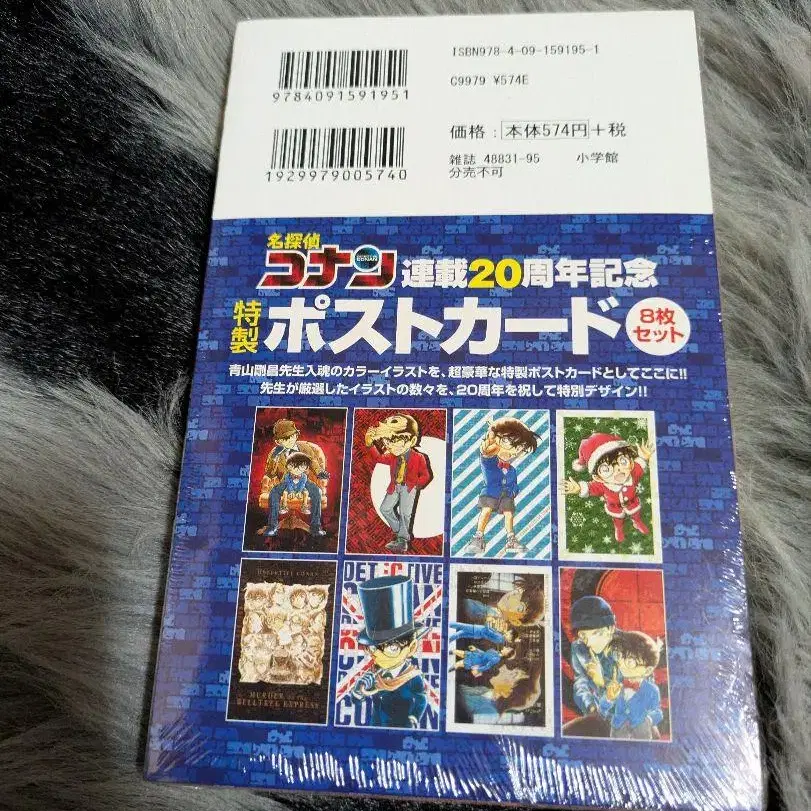 ISBN978-4-09-159195-1
9784091591951
C9979 ¥574E
価格：本体574円＋税
1929979005740
雑誌 48831-95 小学館
分売不可
名探偵
コナン
CONAN
連載20周年記念
特製
ポストカード
8枚
セット
青山剛昌先生入魂のカラーイラストを、超豪華な特製ポストカードとしてここに!!
先生が厳選したイラストの数々を、20周年を祝して特別デザイン!!
DETECTIVE CONAN
DETECTIVE
CONAN
MURDER ON THE
BELLTREE EXPRESS